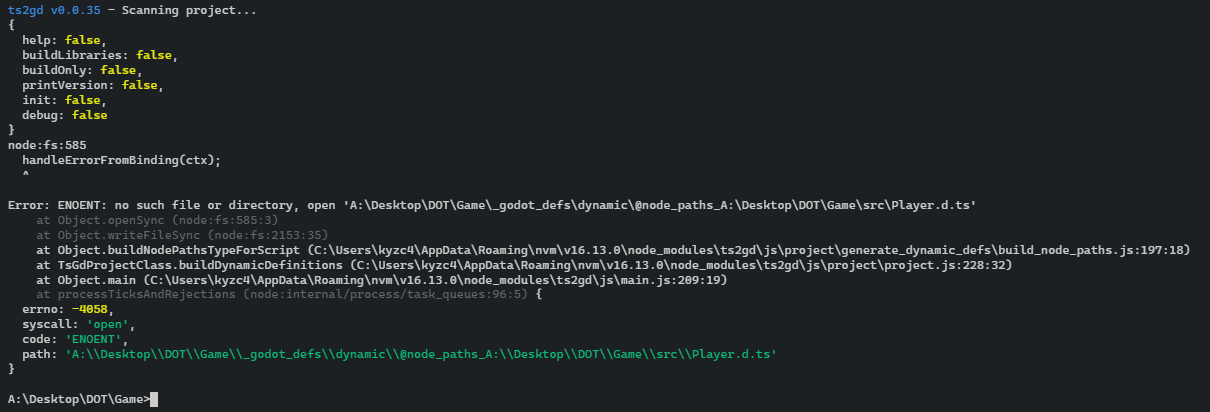 ts2gd v0.0.35 - Scanning project...
{
  help: false,
  buildLibraries: false,
  buildOnly: false,
  printVersion: false,
  init: false,
  debug: false
}
node:fs:585
  handleErrorFromBinding(ctx);
  ^
Error: ENOENT: no such file or directory, open 'A:\Desktop\DOT\Game\_godot_defs\dynamic\@node_paths_A:\Desktop\DOT\Game\src\Player.d.ts'
    at Object.openSync (node:fs:585:3)
    at Object.writeFileSync (node:fs:2153:35)
    at Object.buildNodePathsTypeForScript (C:\Users\kyzc4\AppData\Roaming\nvm\v16.13.0\node_modules\ts2gd\js\project\generate_dynamic_defs\build_node_paths.js:197:18)
    at TsGdProjectClass.buildDynamicDefinitions (C:\Users\kyzc4\AppData\Roaming\nvm\v16.13.0\node_modules\ts2gd\js\project\project.js:228:32)
    at Object.main (C:\Users\kyzc4\AppData\Roaming\nvm\v16.13.0\node_modules\ts2gd\js\main.js:209:19)
    at processTicksAndRejections (node:internal/process/task_queues:96:5) {
  errno: -4058,
  syscall: 'open',
  code: 'ENOENT',
  path: 'A:\\Desktop\\DOT\\Game\\_godot_defs\\dynamic\\@node_paths_A:\\Desktop\\DOT\\Game\\src\\Player.d.ts'
}
A:\Desktop\DOT\Game>